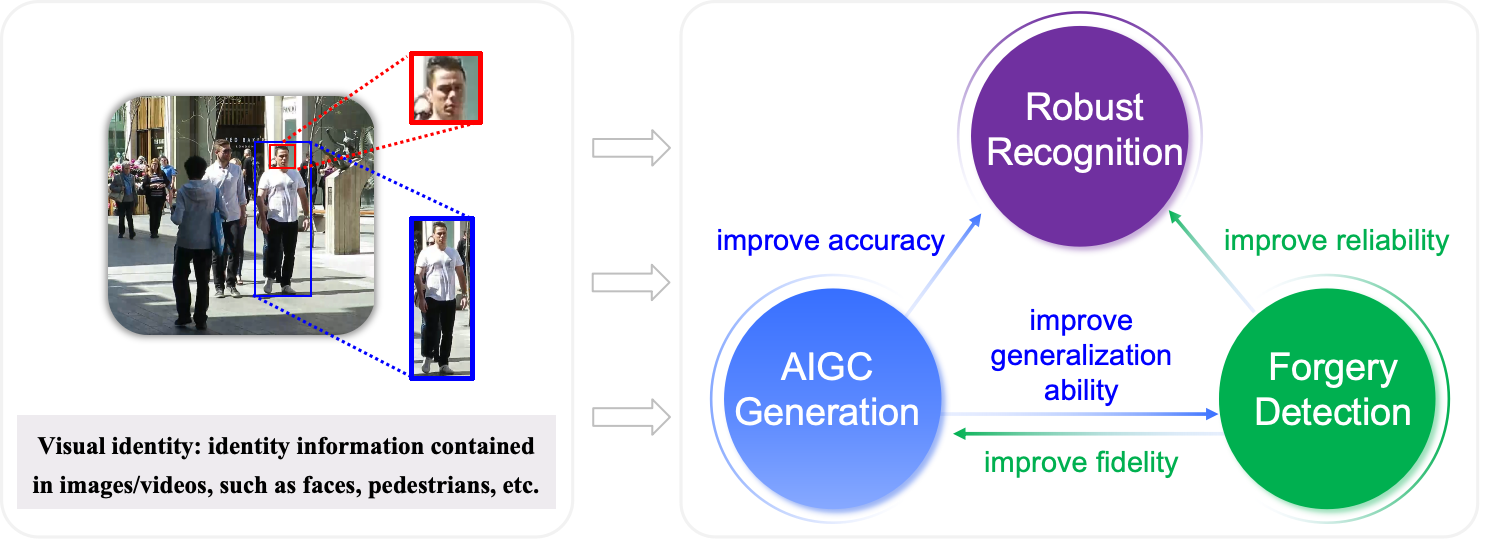 Visual identity: identity information contained
in images/videos, such as faces, pedestrians, etc.
Robust
Recognition
improve accuracy
improve reliability
AIGC
Generation
improve
generalization
ability
Forgery
Detection
improve fidelity